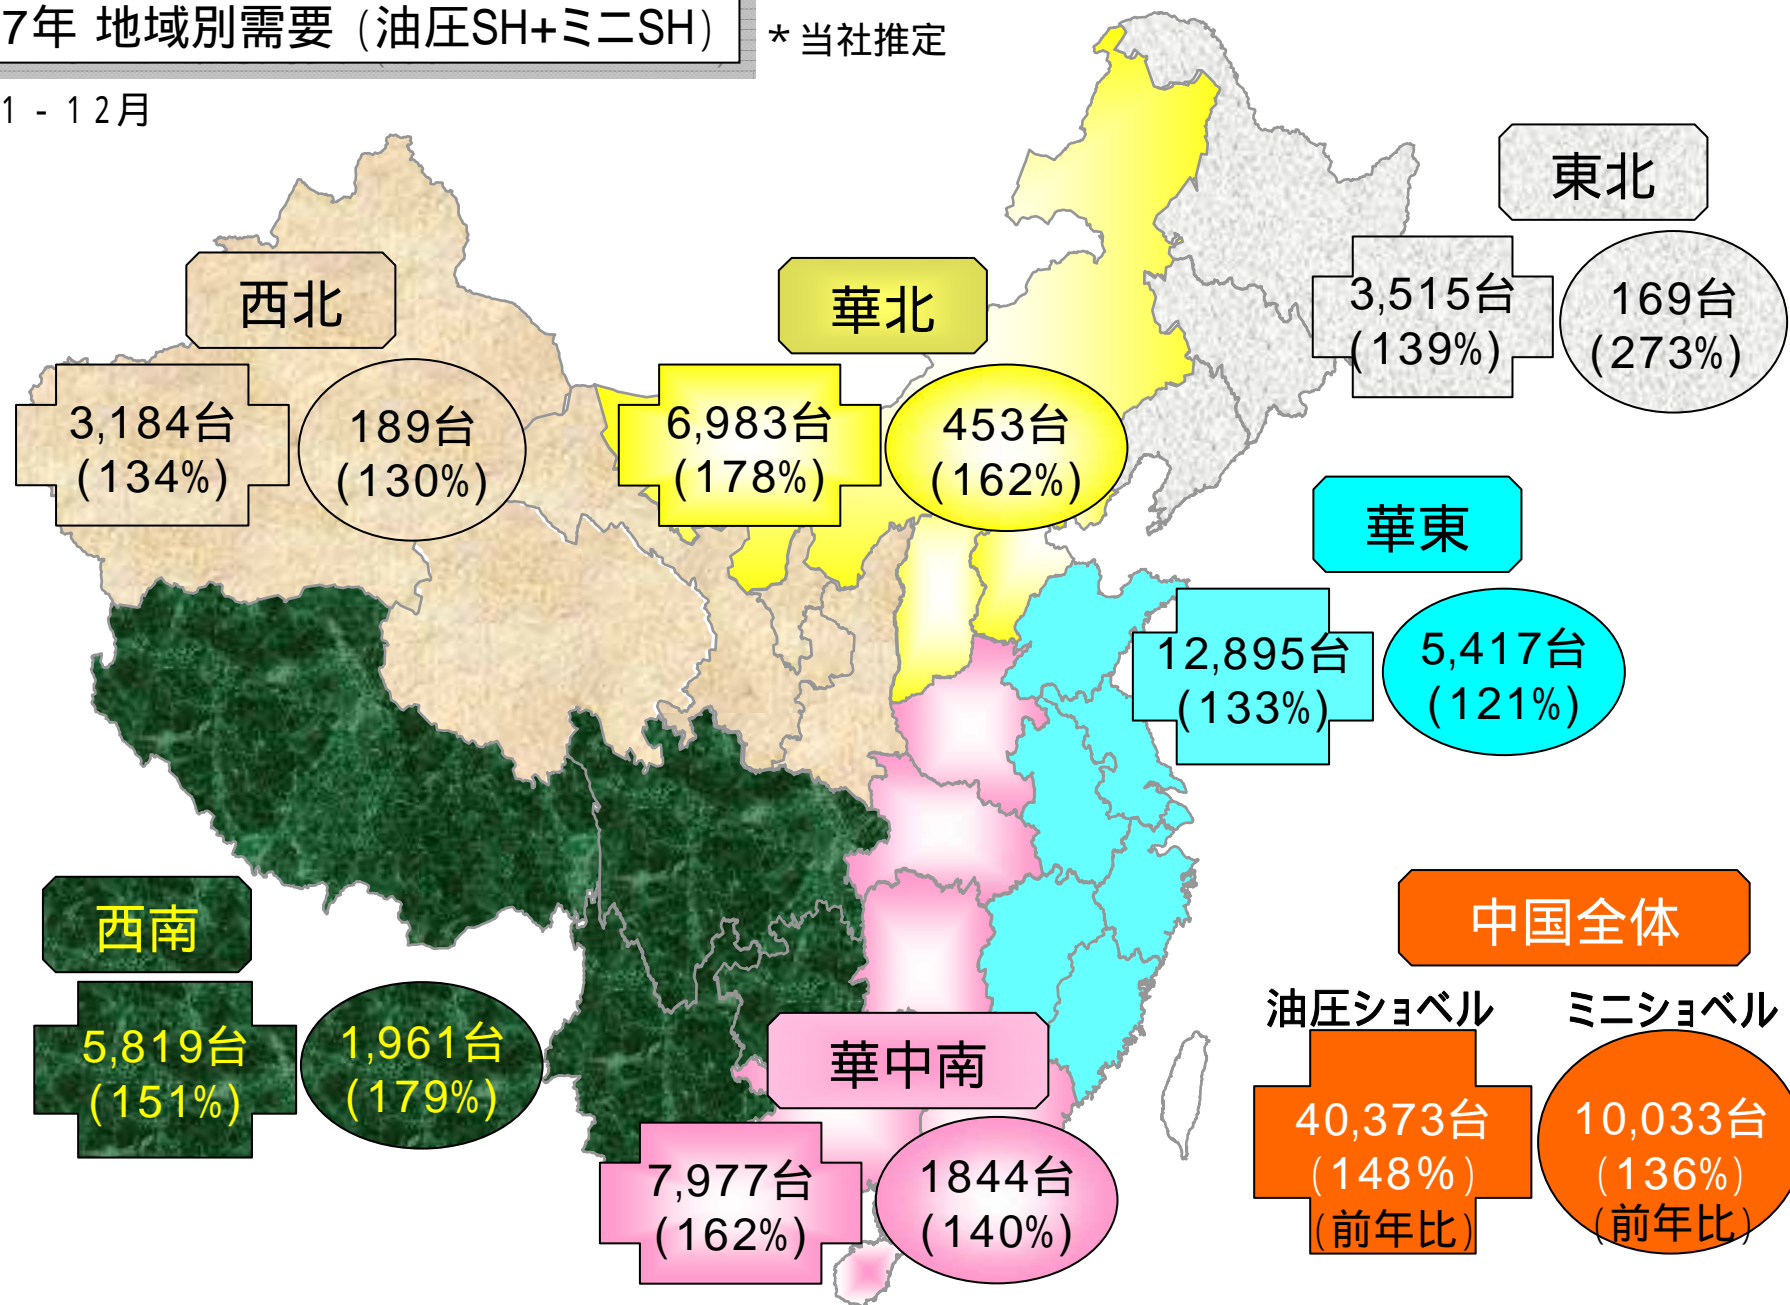 7年 地域別需要（油圧SH+ミニSH）
＊当社推定
1 - 12月
東北
3,515台
(139%)
169台
(273%)
西北
3,184台
(134%)
189台
(130%)
華北
6,983台
(178%)
453台
(162%)
華東
12,895台
(133%)
5,417台
(121%)
西南
5,819台
(151%)
1,961台
(179%)
華中南
7,977台
(162%)
1844台
(140%)
中国全体
油圧ショベル
40,373台
(148%)
(前年比)
ミニショベル
10,033台
(136%)
(前年比)